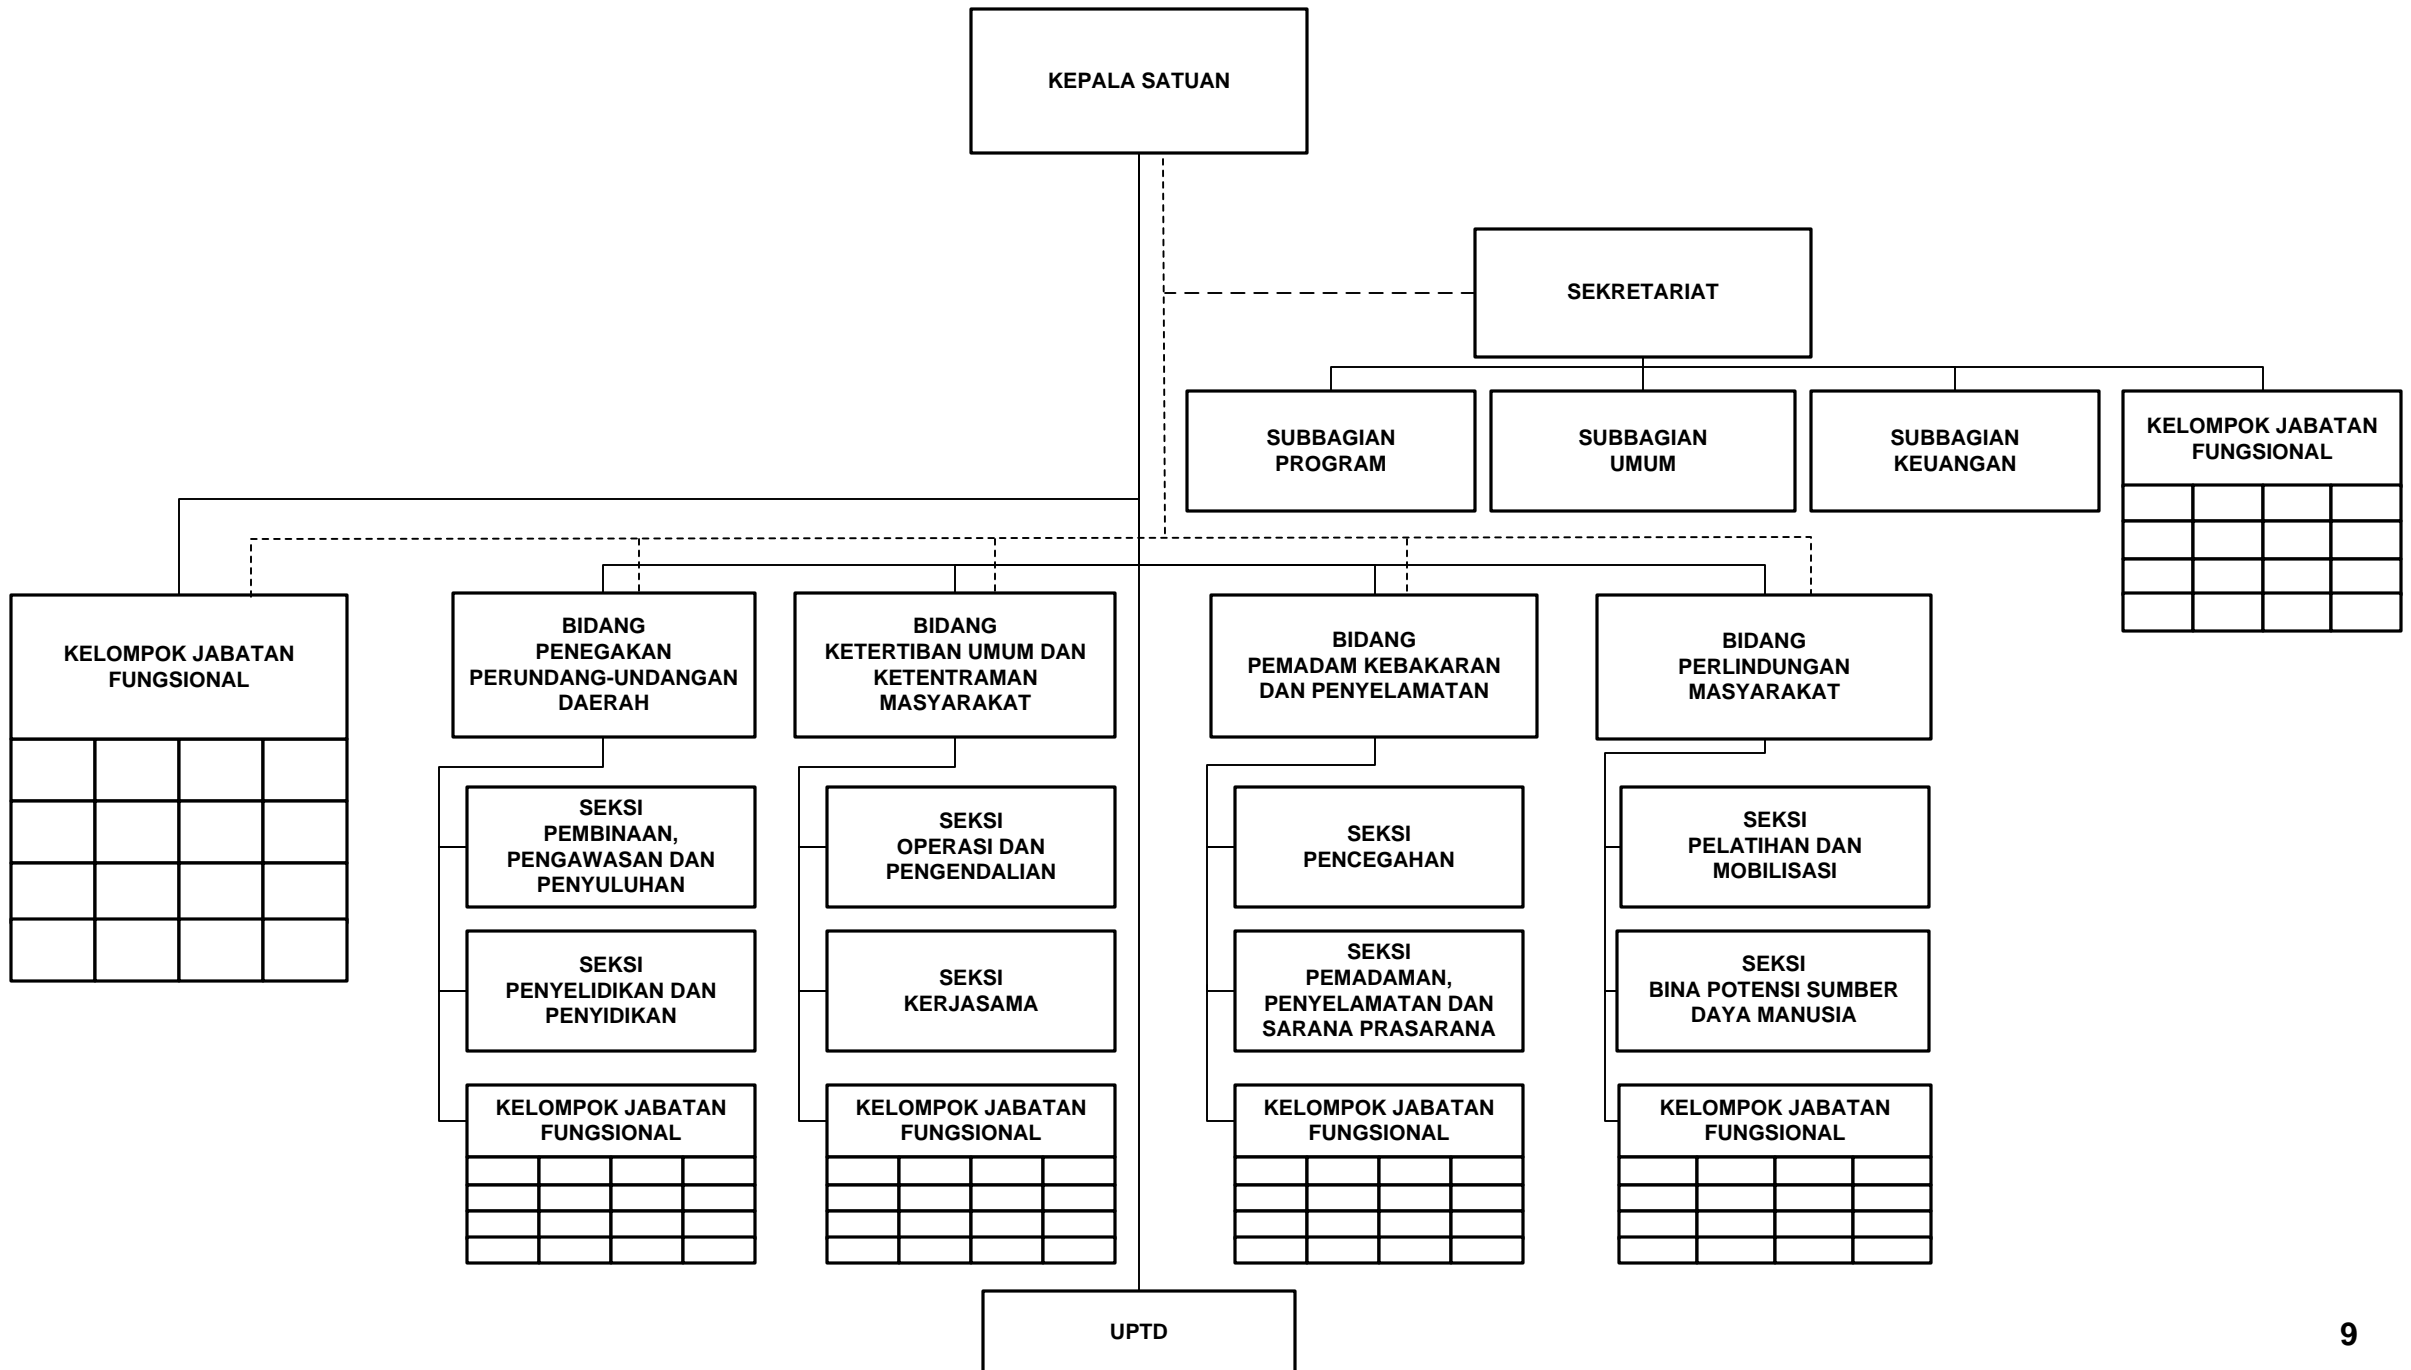 KEPALA SATUAN
SEKRETARIAT
SUBBAGIAN
PROGRAM
SUBBAGIAN
UMUM
SUBBAGIAN
KEUANGAN
KELOMPOK JABATAN
FUNGSIONAL
KELOMPOK JABATAN
FUNGSIONAL
BIDANG
PENEGAKAN
PERUNDANG-UNDANGAN
DAERAH
BIDANG
KETERTIBAN UMUM DAN
KETENTRAMAN
MASYARAKAT
BIDANG
PEMADAM KEBAKARAN
DAN PENYELAMATAN
BIDANG
PERLINDUNGAN
MASYARAKAT
SEKSI
PEMBINAAN,
PENGAWASAN DAN
PENYULUHAN
SEKSI
OPERASI DAN
PENGENDALIAN
SEKSI
PENCEGAHAN
SEKSI
PELATIHAN DAN
MOBILISASI
SEKSI
PENYELIDIKAN DAN
PENYIDIKAN
SEKSI
KERJASAMA
SEKSI
PEMADAMAN,
PENYELAMATAN DAN
SARANA PRASARANA
SEKSI
BINA POTENSI SUMBER
DAYA MANUSIA
KELOMPOK JABATAN
FUNGSIONAL
KELOMPOK JABATAN
FUNGSIONAL
KELOMPOK JABATAN
FUNGSIONAL
KELOMPOK JABATAN
FUNGSIONAL
UPTD
9